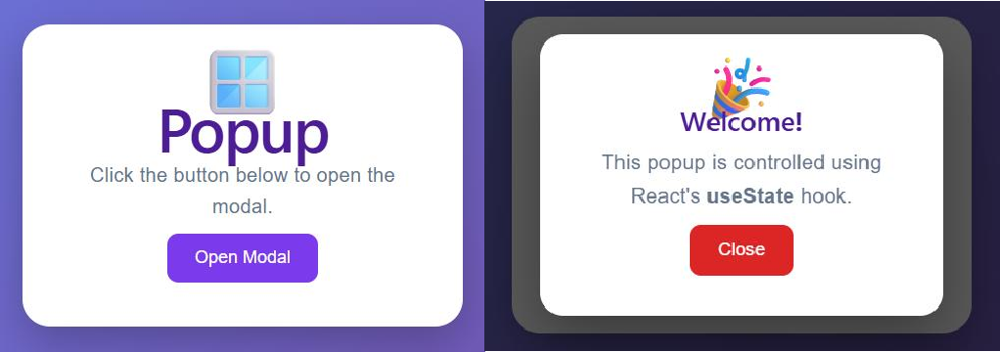 Popup
Click the button below to open the
modal.
Open Modal
Welcome!
This popup is controlled using
React's useState hook.
Close